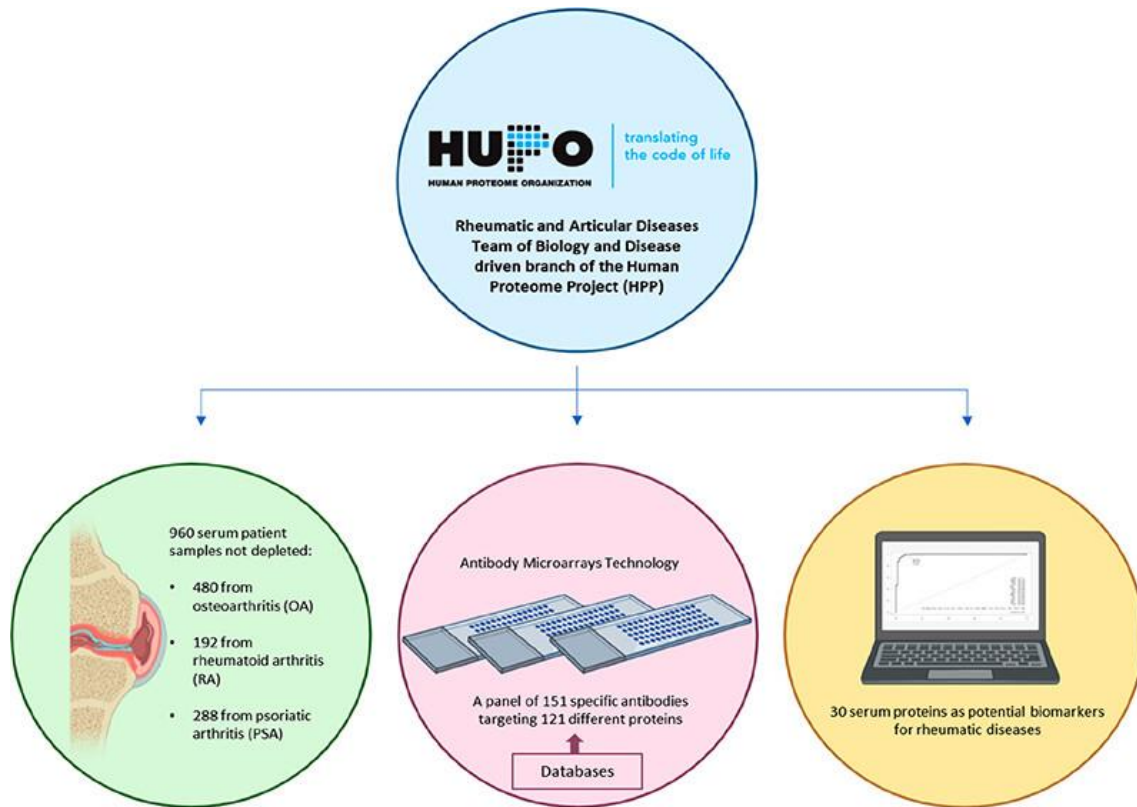 HUPO
translating
the code of life
HUMAN PROTEOME ORGANIZATION
Rheumatic and Articular Diseases
Team of Biology and Disease
driven branch of the Human
Proteome Project (HPP)
960 serum patient
samples not depleted:
• 480 from
osteoarthritis (OA)
• 192 from
rheumatoid arthritis
(RA)
• 288 from psoriatic
arthritis (PSA)
Antibody Microarrays Technology
A panel of 151 specific antibodies
targeting 121 different proteins
Databases
30 serum proteins as potential biomarkers
for rheumatic diseases